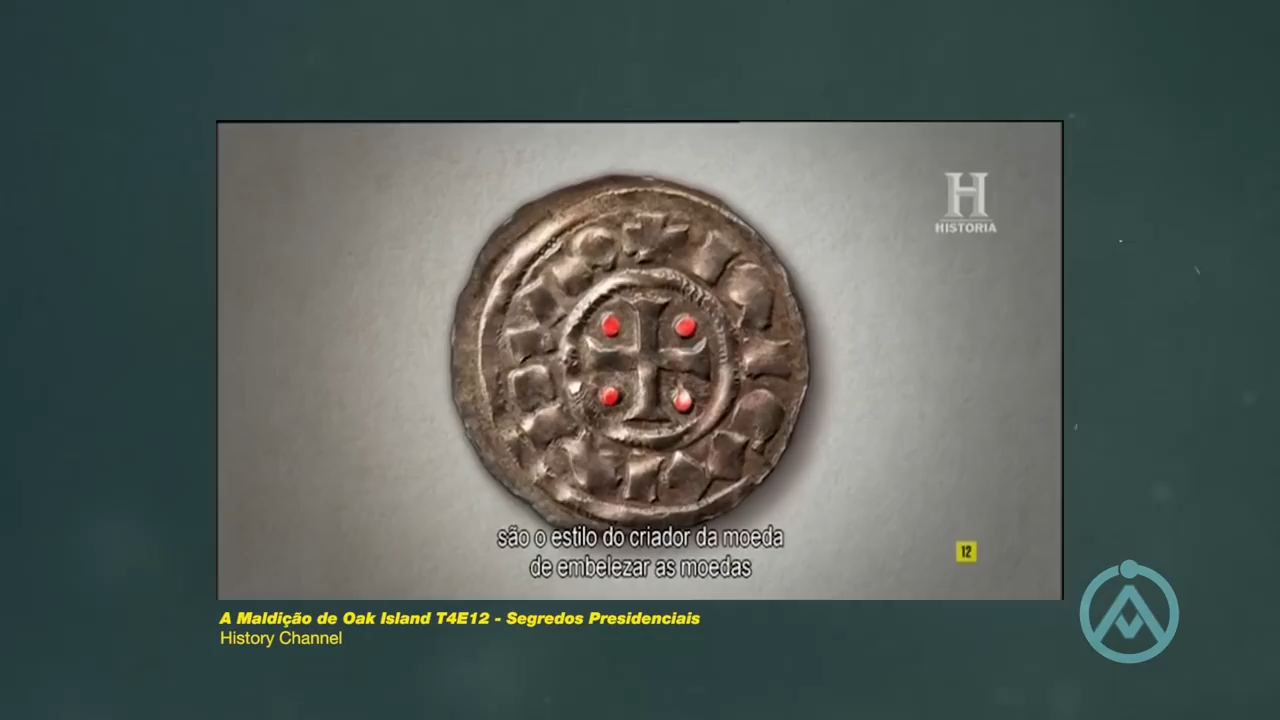 H
HISTORIA
são o estilo do criador da moeda
de embelezar as moedas
12
A Maldição de Oak Island T4E12 - Segredos Presidenciais
History Channel